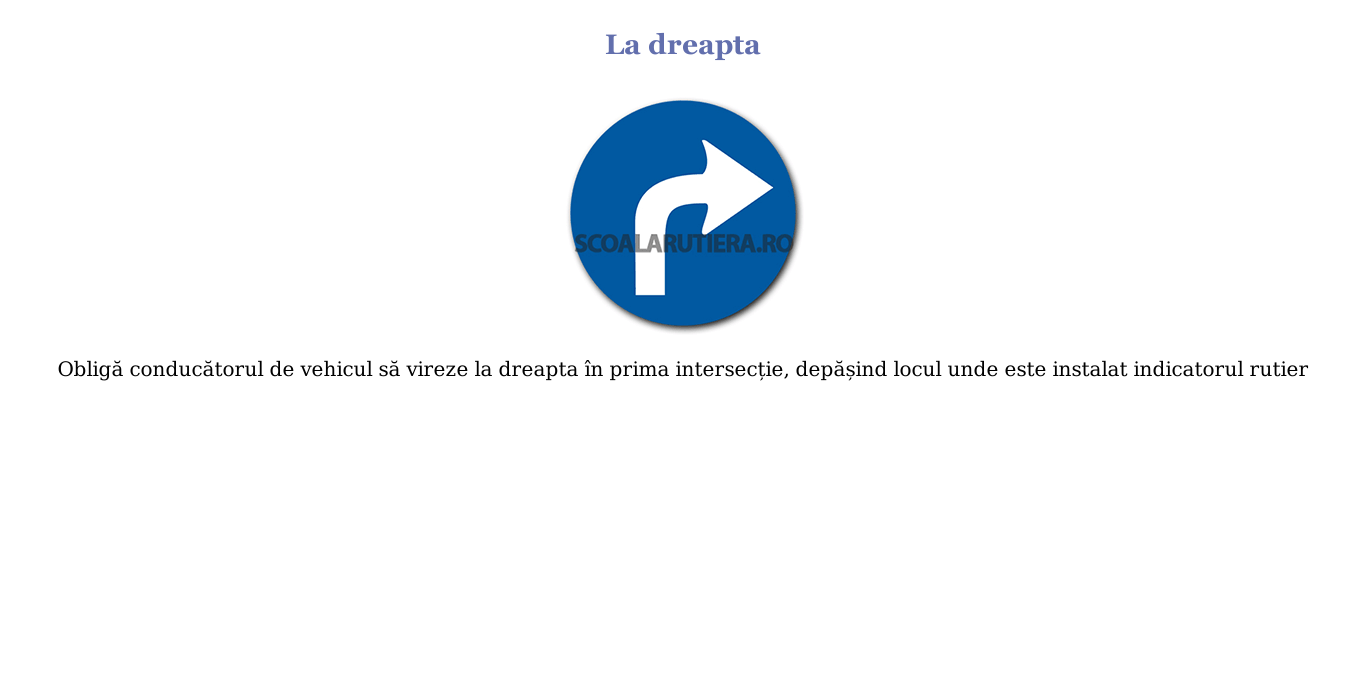 La dreapta
SCOALARUTIERA.RO
Obligă conducătorul de vehicul să vireze la dreapta în prima intersecție, depășind locul unde este instalat indicatorul rutier